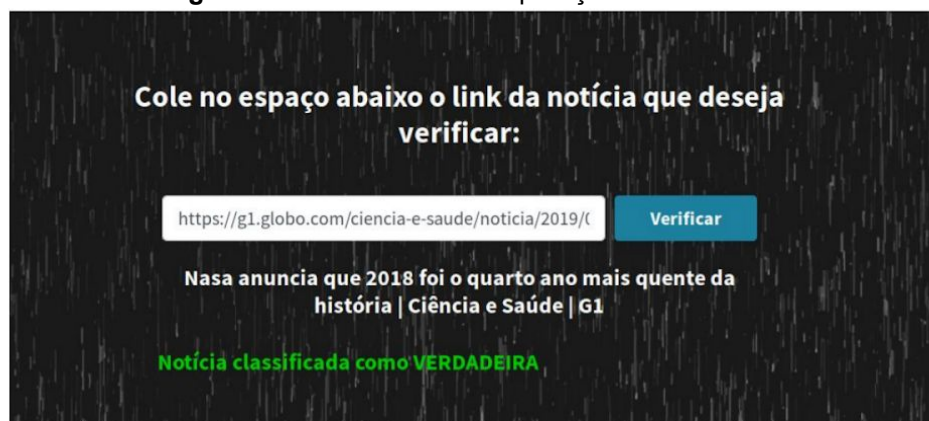 Cole no espaço abaixo o link da notícia que deseja
verificar:
https://g1.globo.com/ciencia-e-saude/noticia/2019/0
Verificar
Nasa anuncia que 2018 foi o quarto ano mais quente da
história | Ciência e Saúde | G1
Notícia classificada como VERDADEIRA